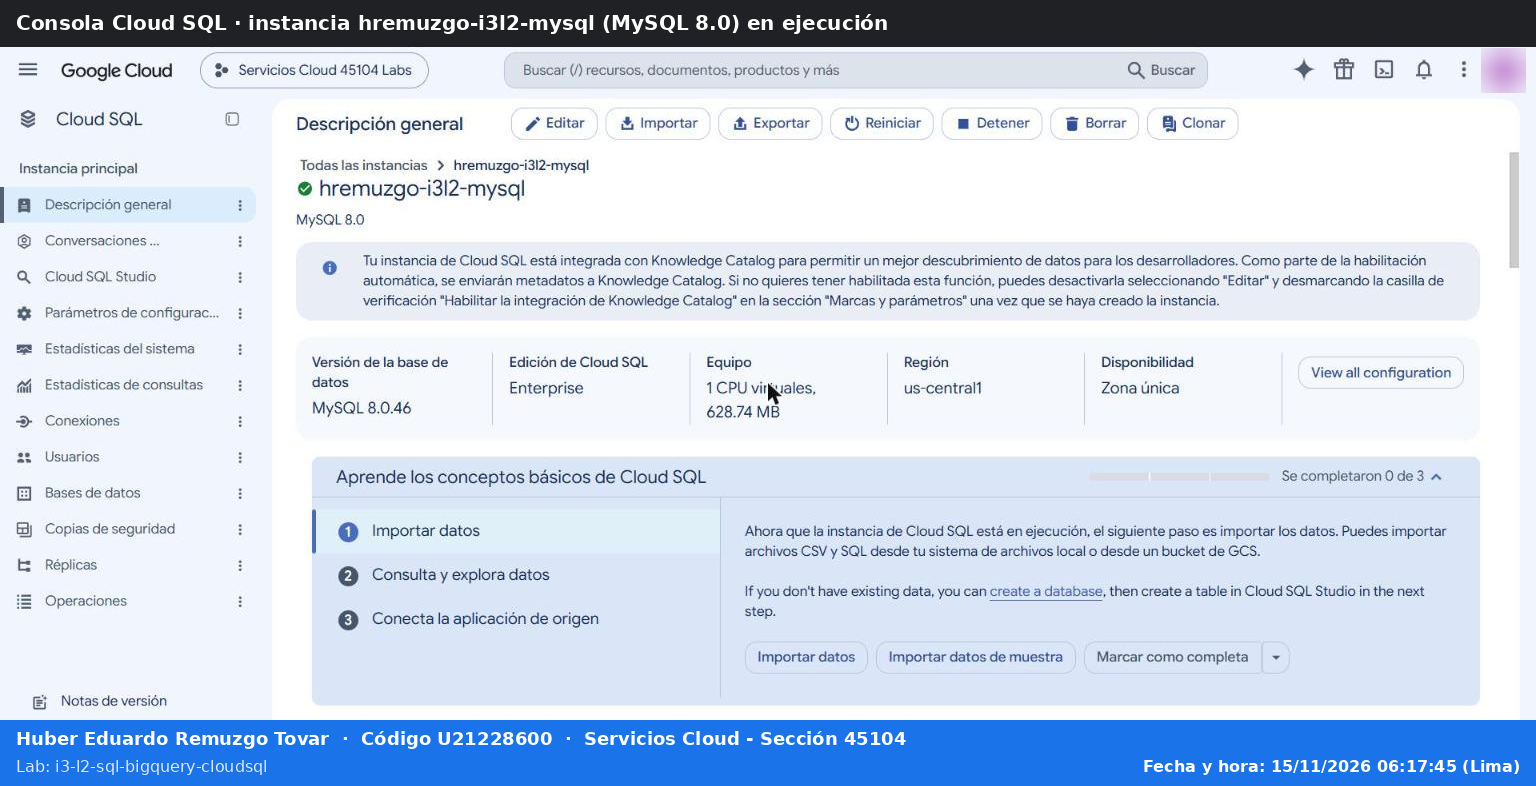 Consola Cloud SQL · instancia hremuzgo-i3l2-mysql (MySQL 8.0) en ejecución
Google Cloud
Servicios Cloud 45104 Labs
Buscar (/) recursos, documentos, productos y más
Buscar
Cloud SQL
Descripción general
Editar
Importar
Exportar
Reiniciar
Detener
Borrar
Clonar
Instancia principal
Descripción general
Conversaciones ...
Cloud SQL Studio
Parámetros de configurac...
Estadísticas del sistema
Estadísticas de consultas
Conexiones
Usuarios
Bases de datos
Copias de seguridad
Réplicas
Operaciones
Notas de versión
Todas las instancias > hremuzgo-i3l2-mysql
hremuzgo-i3l2-mysql
MySQL 8.0
Tu instancia de Cloud SQL está integrada con Knowledge Catalog para permitir un mejor descubrimiento de datos para los desarrolladores. Como parte de la habilitación
automática, se enviarán metadatos a Knowledge Catalog. Si no quieres tener habilitada esta función, puedes desactivarla seleccionando "Editar" y desmarcando la casilla de
verificación "Habilitar la integración de Knowledge Catalog" en la sección "Marcas y parámetros" una vez que se haya creado la instancia.
Versión de la base de
datos
MySQL 8.0.46
Edición de Cloud SQL
Enterprise
Equipo
1 CPU virtuales,
628.74 MB
Región
us-central1
Disponibilidad
Zona única
View all configuration
Aprende los conceptos básicos de Cloud SQL
Se completaron 0 de 3
1 Importar datos
2 Consulta y explora datos
3 Conecta la aplicación de origen
Ahora que la instancia de Cloud SQL está en ejecución, el siguiente paso es importar los datos. Puedes importar
archivos CSV y SQL desde tu sistema de archivos local o desde un bucket de GCS.
If you don't have existing data, you can create a database, then create a table in Cloud SQL Studio in the next
step.
Importar datos
Importar datos de muestra
Marcar como completa
Huber Eduardo Remuzgo Tovar · Código U21228600 · Servicios Cloud - Sección 45104
Lab: i3-l2-sql-bigquery-cloudsql
Fecha y hora: 15/11/2026 06:17:45 (Lima)